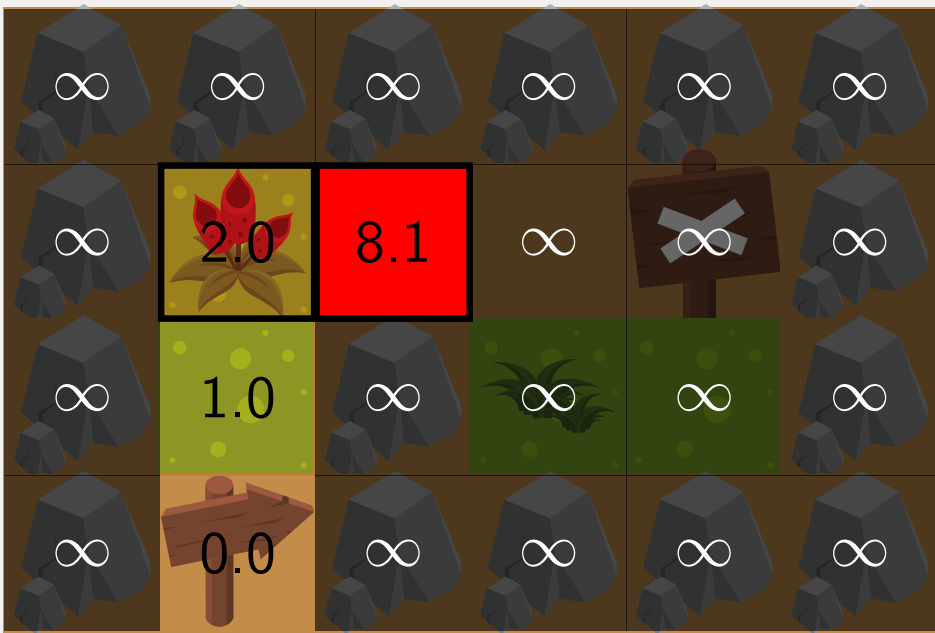 ∞ ∞ ∞ ∞ ∞ ∞
∞ 2.0 8.1 ∞ ∞ ∞
∞ 1.0 ∞ ∞ ∞ ∞
∞ 0.0 ∞ ∞ ∞ ∞